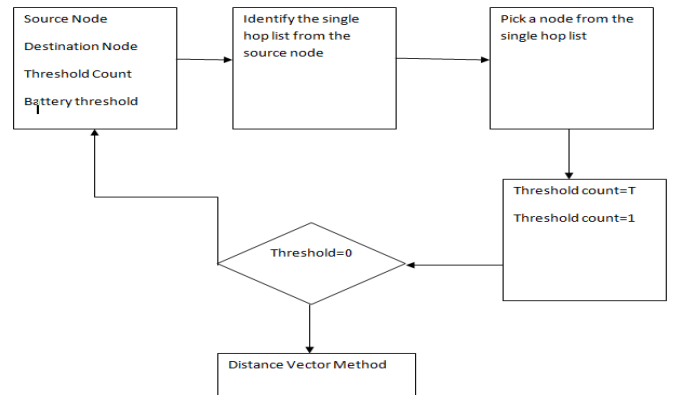 Source Node
Destination Node
Threshold Count
Battery threshold
Identify the single
hop list from the
source node
Pick a node from the
single hop list
Threshold count=T
Threshold count=1
Threshold=0
Distance Vector Method